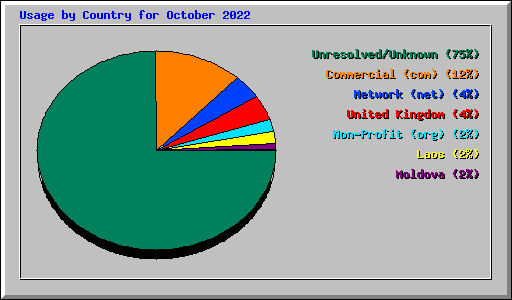 Usage by Country for October 2022
Unresolved/Unknown (75%)
Commercial (com) (12%)
Network (net) (4%)
United Kingdom (4%)
Non-Profit (org) (2%)
Laos (2%)
Moldova (2%)